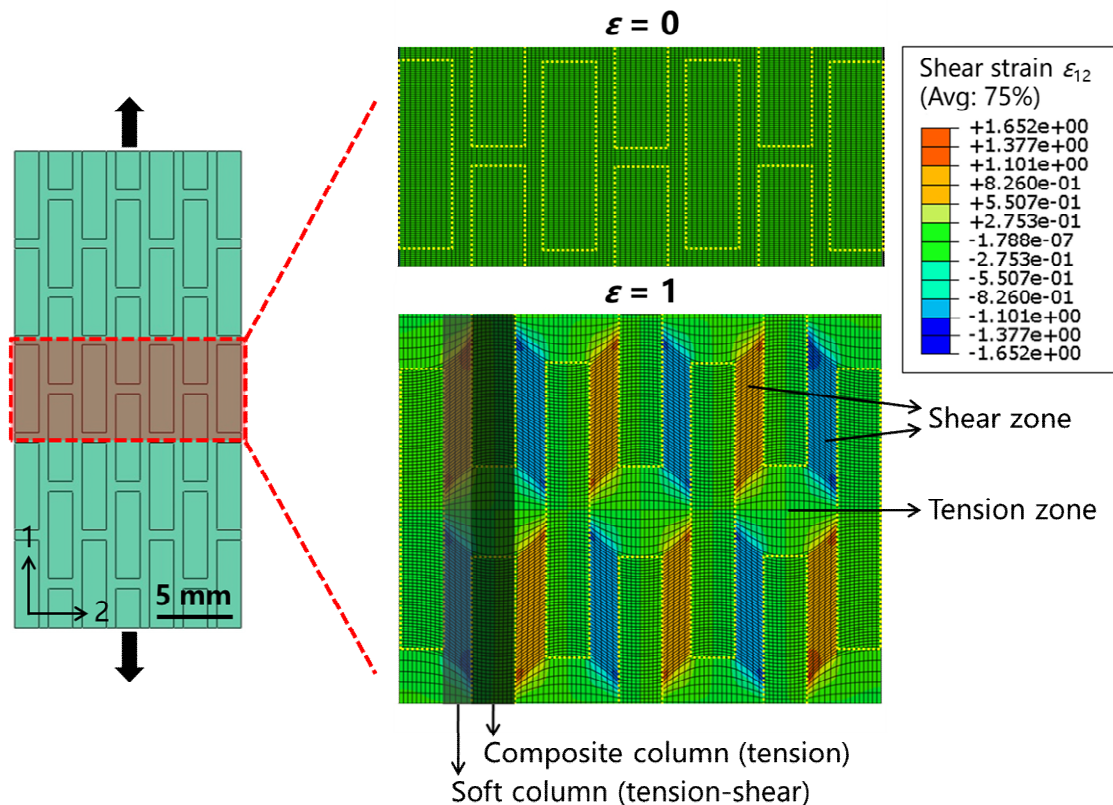 ε = 0
Shear strain ε12
(Avg: 75%)
+1.652e+00
+1.377e+00
+1.101e+00
+8.260e-01
+5.507e-01
+2.753e-01
-1.788e-07
-2.753e-01
-5.507e-01
-8.260e-01
-1.101e+00
-1.377e+00
-1.652e+00
ε = 1
Shear zone
Tension zone
1
2
5 mm
Composite column (tension)
Soft column (tension-shear)